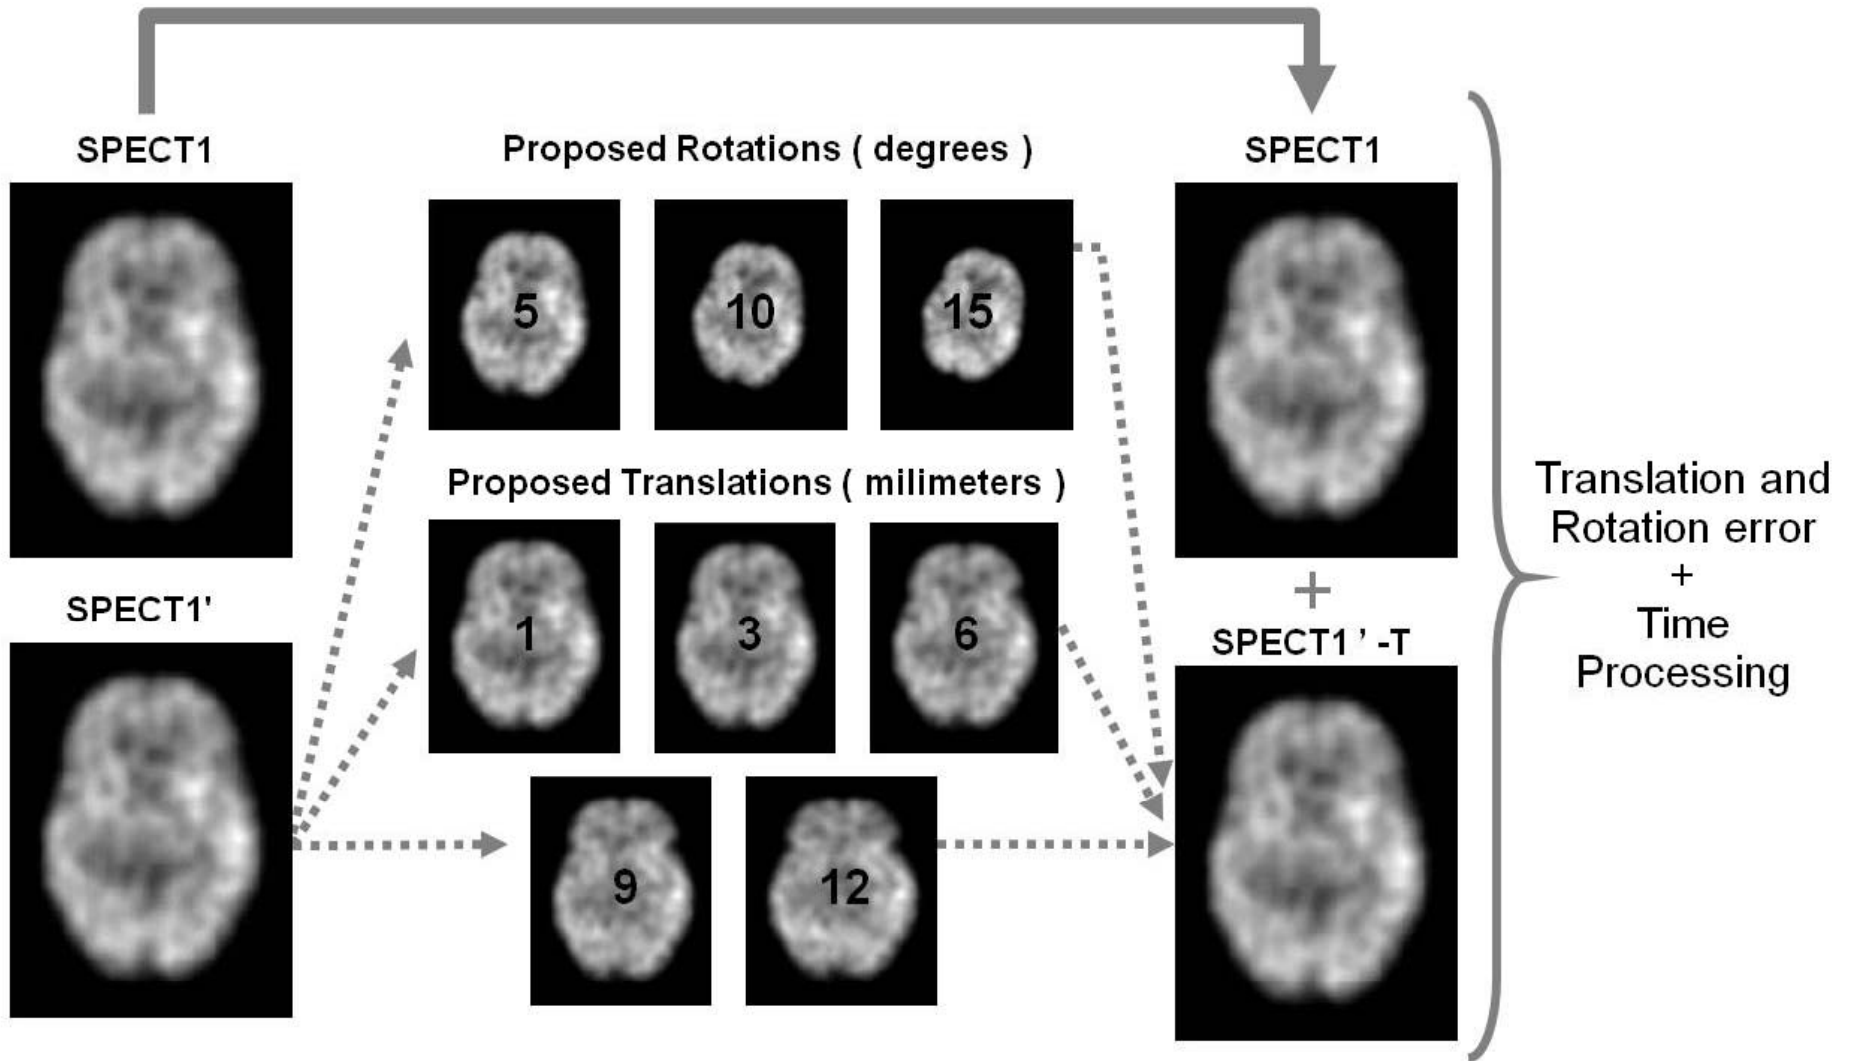 SPECT1
Proposed Rotations ( degrees )
SPECT1
5
10
15
Proposed Translations ( milimeters )
SPECT1'
1
3
6
+
SPECT1 ' -T
9
12
Translation and
Rotation error
+
Time
Processing